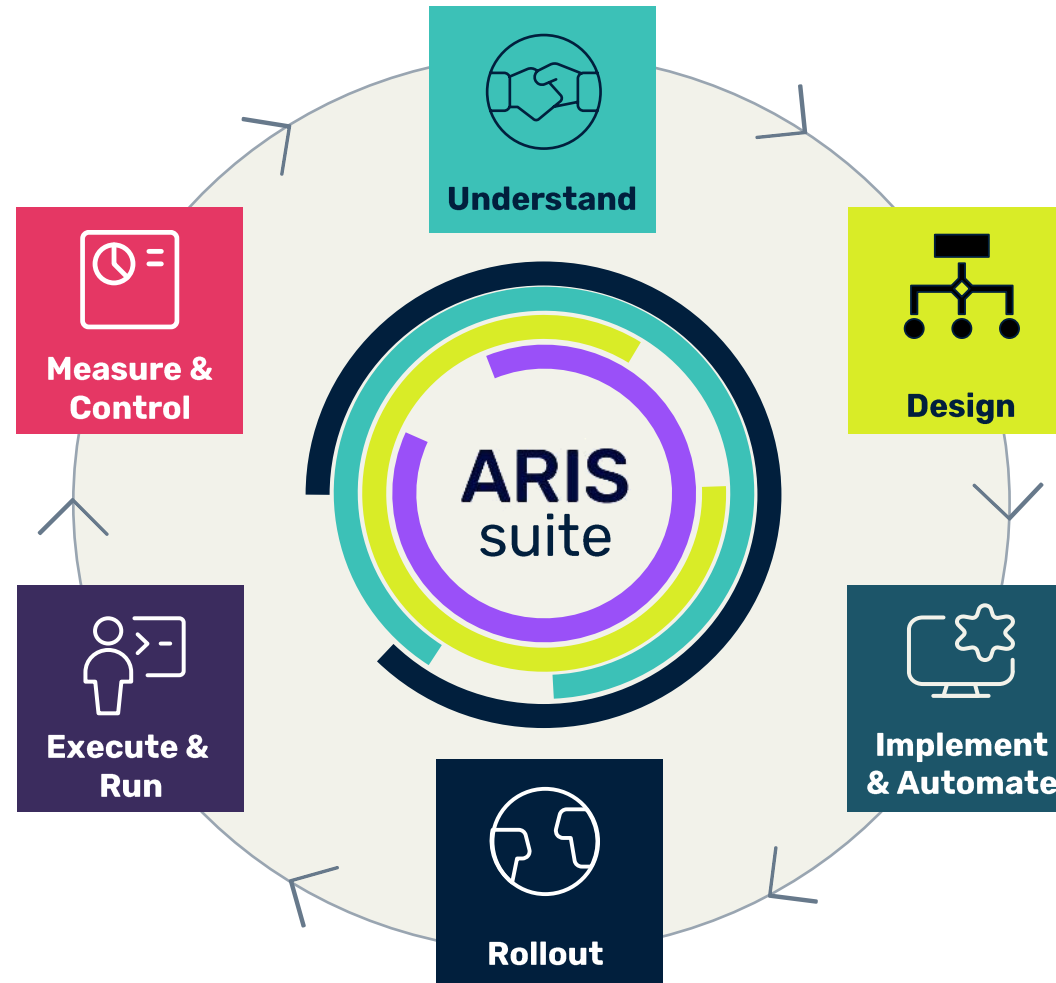 Understand
Measure &
Control
Design
ARIS
suite
Execute &
Run
Implement
& Automate
Rollout